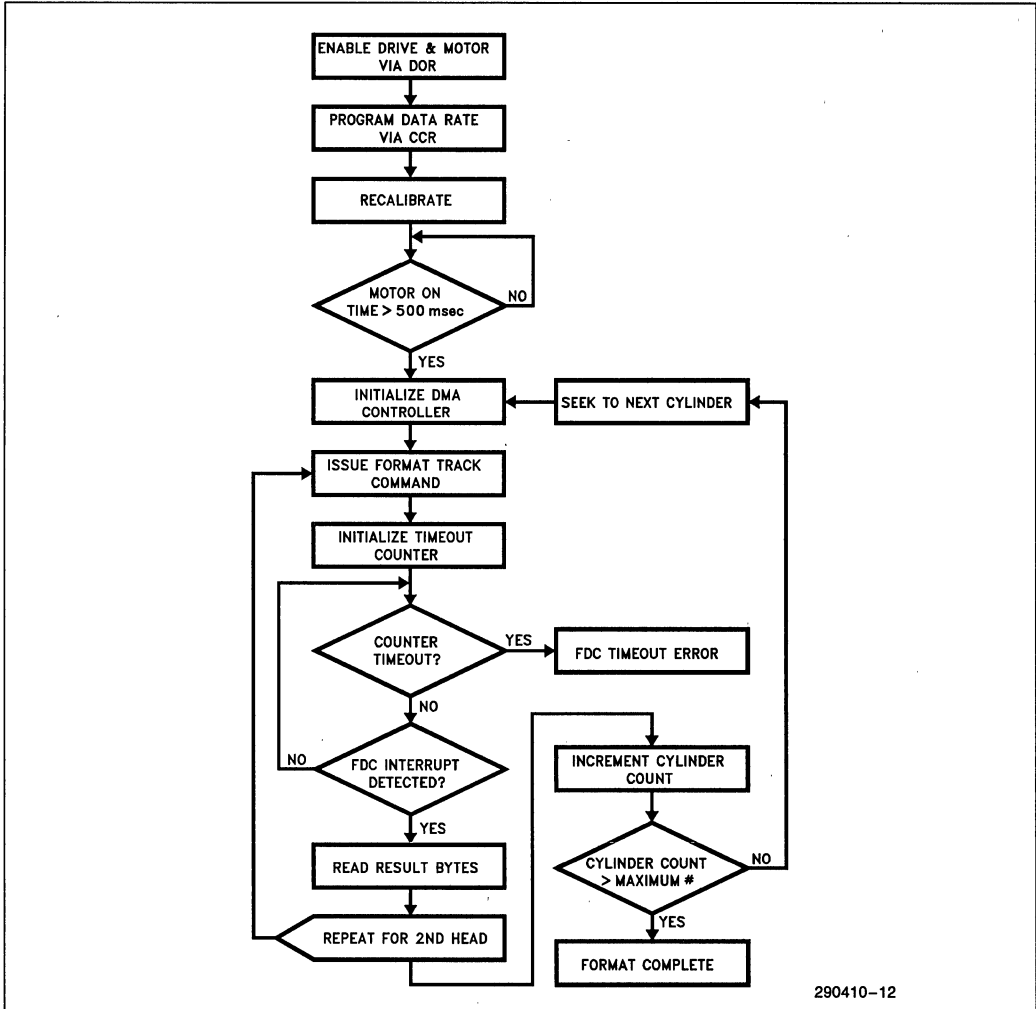 ENABLE DRIVE & MOTOR
VIA DOR
PROGRAM DATA RATE
VIA CCR
RECALIBRATE
MOTOR ON
TIME > 500 msec
NO
YES
INITIALIZE DMA
CONTROLLER
SEEK TO NEXT CYLINDER
ISSUE FORMAT TRACK
COMMAND
INITIALIZE TIMEOUT
COUNTER
COUNTER
TIMEOUT?
YES
FDC TIMEOUT ERROR
NO
FDC INTERRUPT
DETECTED?
NO
YES
READ RESULT BYTES
REPEAT FOR 2ND HEAD
INCREMENT CYLINDER
COUNT
CYLINDER COUNT
> MAXIMUM #
NO
YES
FORMAT COMPLETE
290410-12